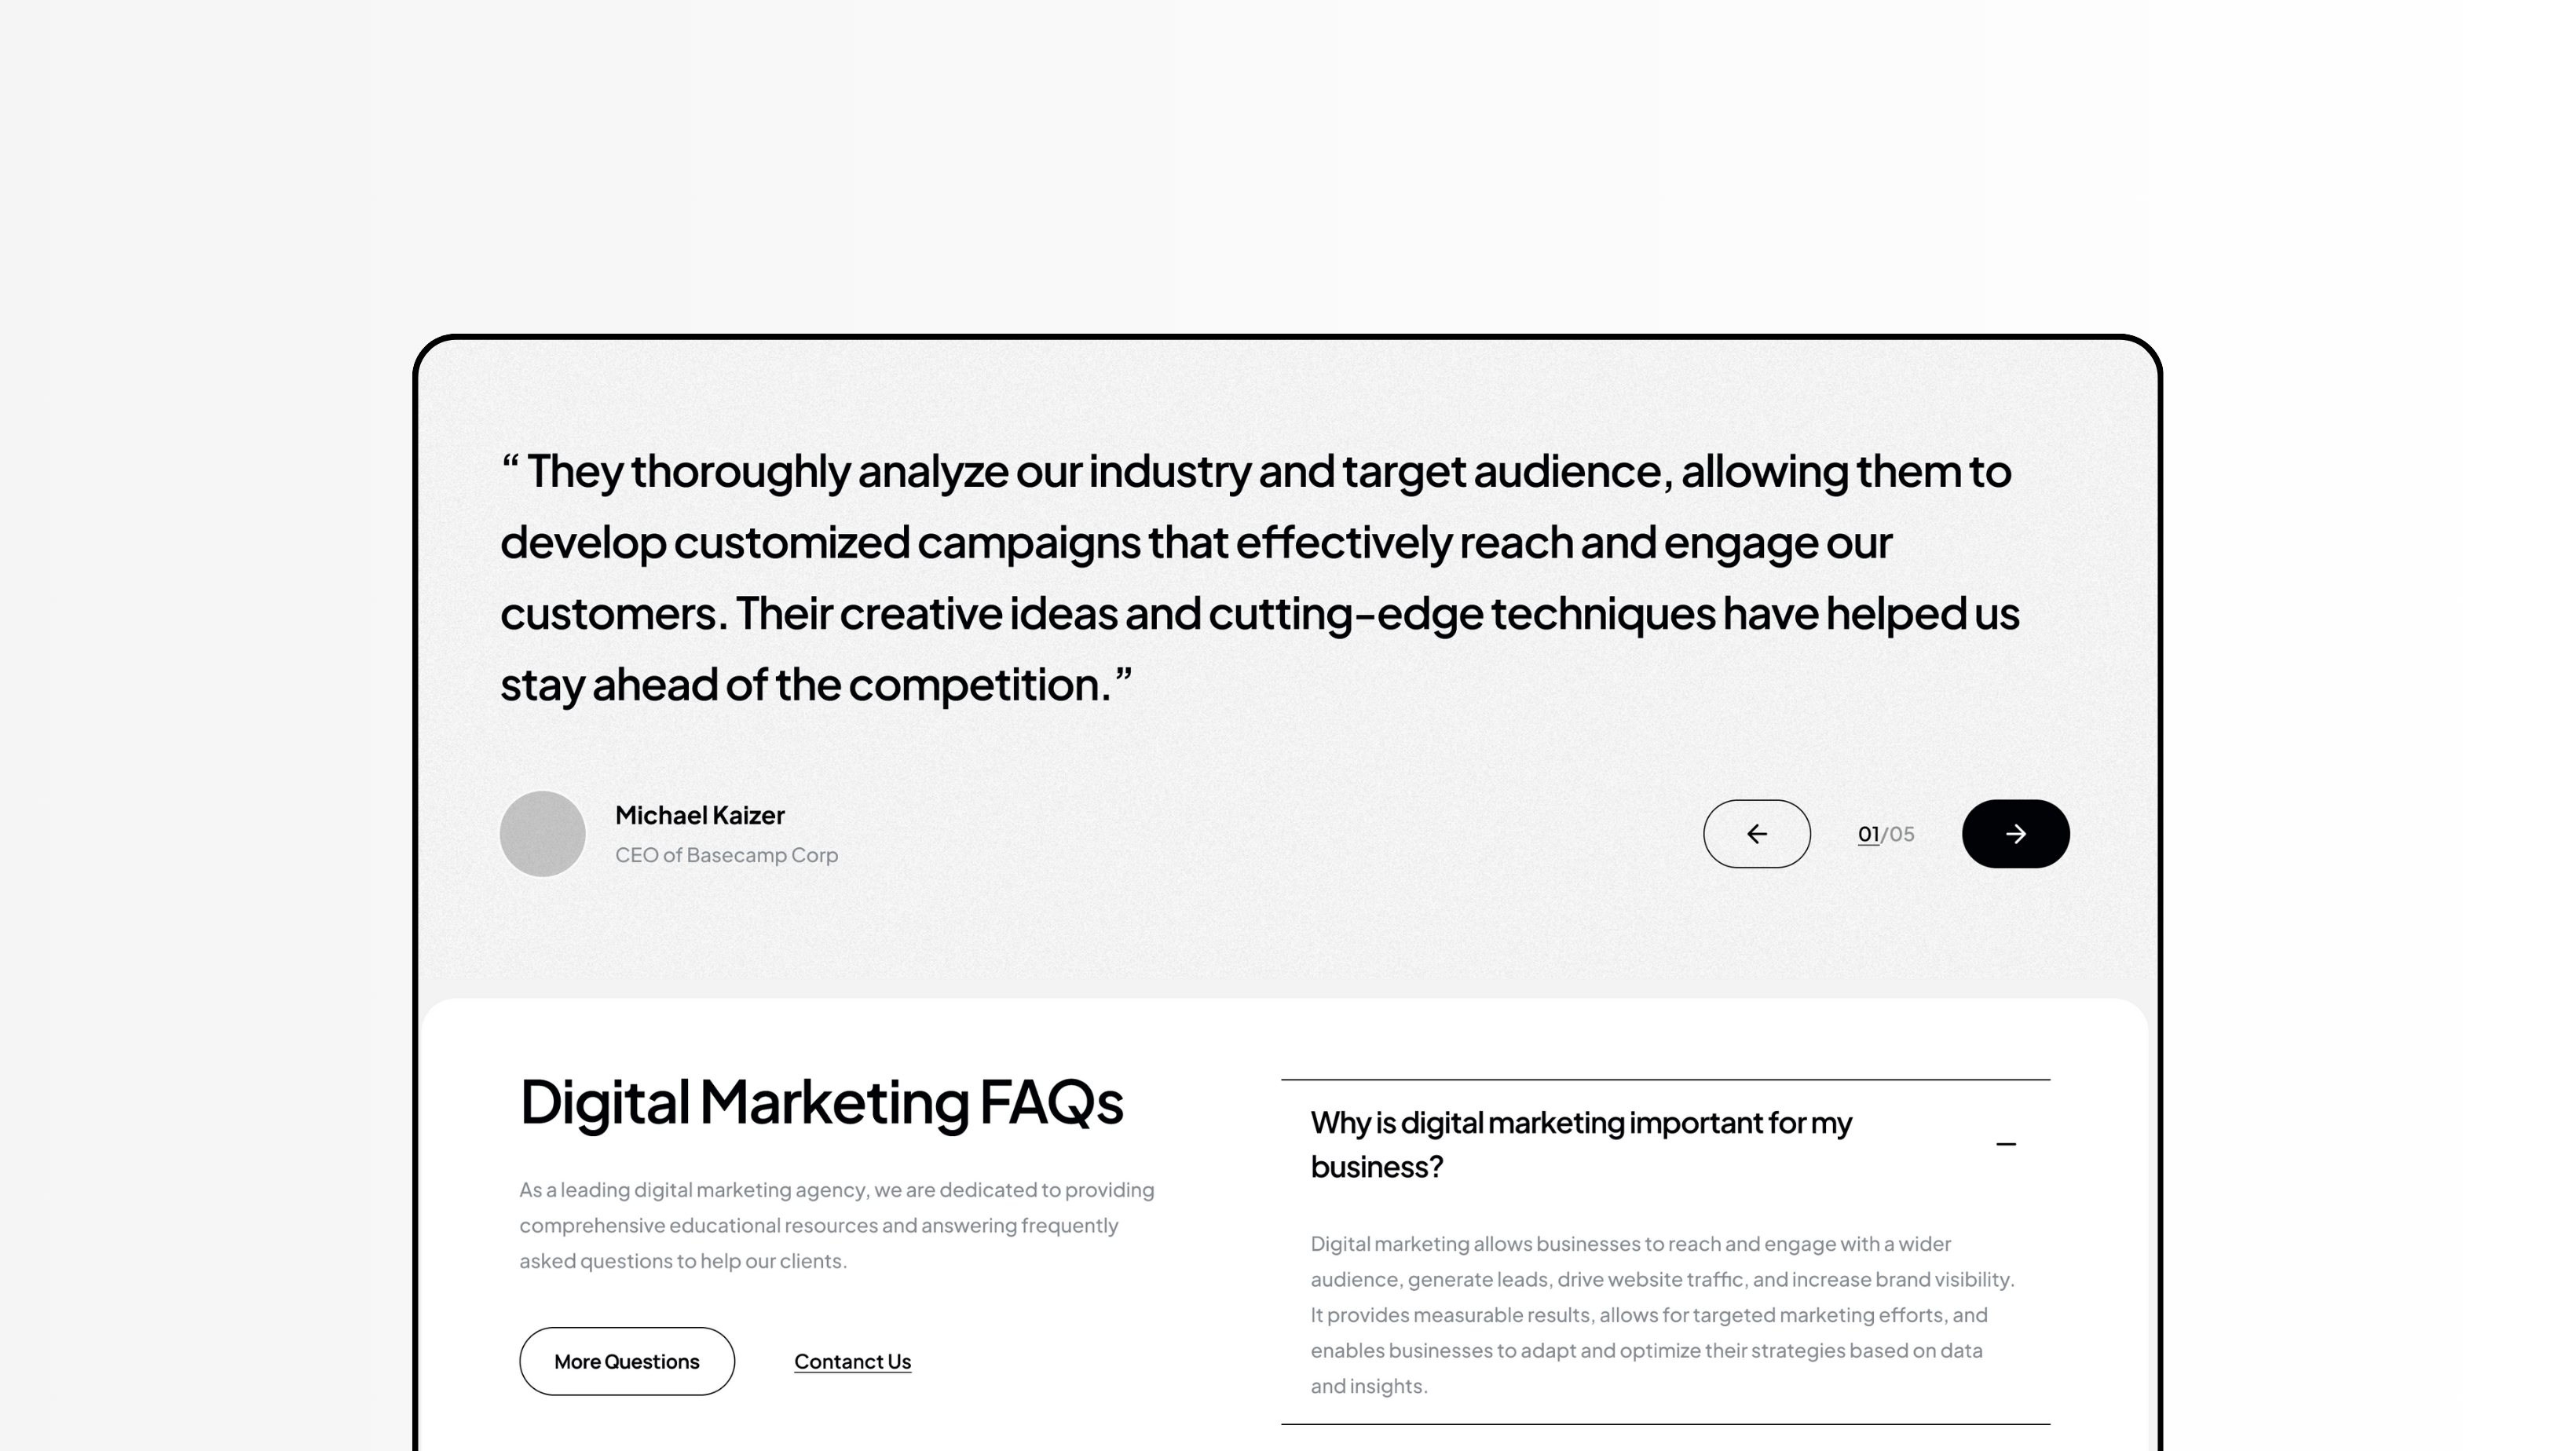 “ They thoroughly analyze our industry and target audience, allowing them to
develop customized campaigns that effectively reach and engage our
customers. Their creative ideas and cutting-edge techniques have helped us
stay ahead of the competition.”
Michael Kaizer
CEO of Basecamp Corp
01/05
Digital Marketing FAQs
As a leading digital marketing agency, we are dedicated to providing
comprehensive educational resources and answering frequently
asked questions to help our clients.
More Questions
Contanct Us
Why is digital marketing important for my
business?
Digital marketing allows businesses to reach and engage with a wider
audience, generate leads, drive website traffic, and increase brand visibility.
It provides measurable results, allows for targeted marketing efforts, and
enables businesses to adapt and optimize their strategies based on data
and insights.